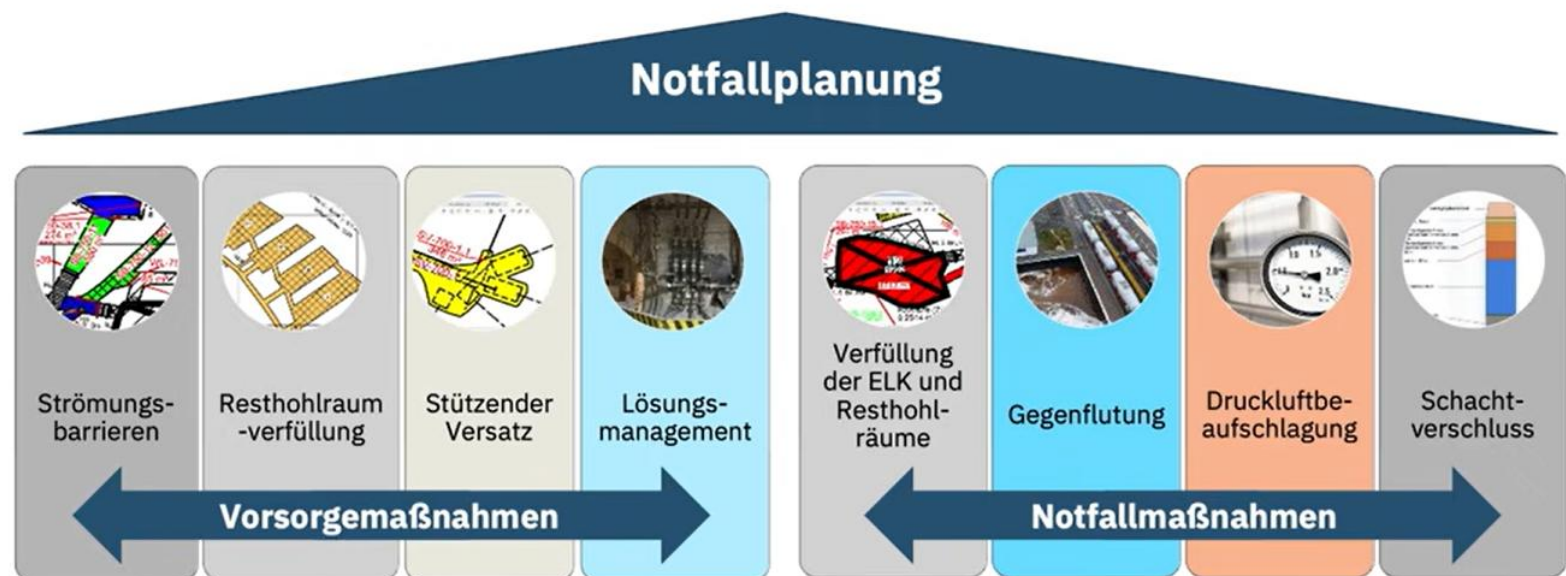 Notfallplanung
Strömungs-
barrieren
Resthohlraum
-verfüllung
Stützender
Versatz
Lösungs-
management
Verfüllung
der ELK und
Resthohl-
räume
Gegenflutung
Druckluftbe-
aufschlagung
Schacht-
verschluss
Vorsorgemaßnahmen
Notfallmaßnahmen